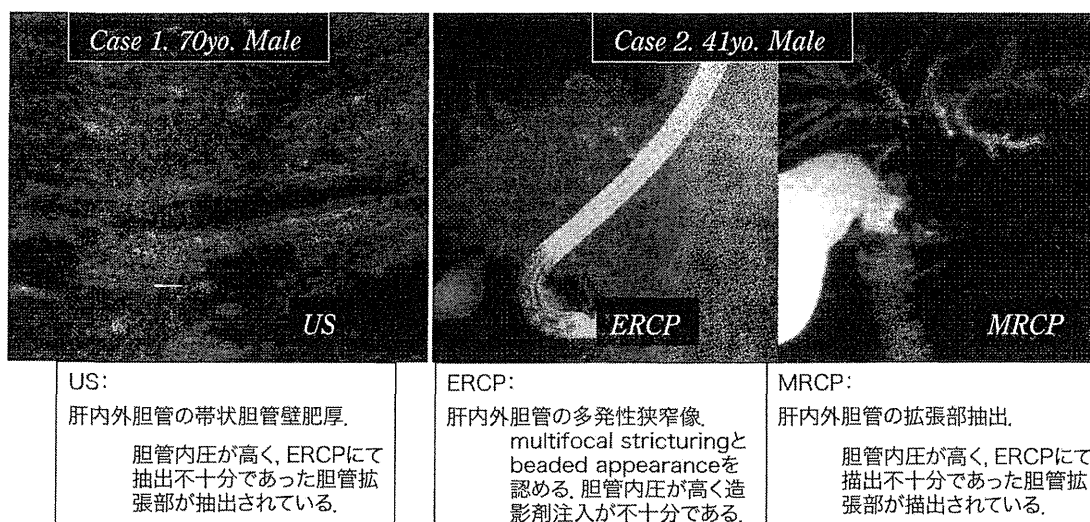 Case 1. 70yo. Male
US
US:
肝内外胆管の帯状胆管壁肥厚.
胆管内圧が高く, ERCPにて
抽出不十分であった胆管拡
張部が抽出されている.
Case 2. 41yo. Male
ERCP
MRCP
ERCP:
肝内外胆管の多発性狭窄像.
multifocal stricturingと
beaded appearanceを
認める. 胆管内圧が高く造
影剤注入が不十分である.
MRCP:
肝内外胆管の拡張部抽出.
胆管内圧が高く, ERCPにて
描出不十分であった胆管拡
張部が描出されている.